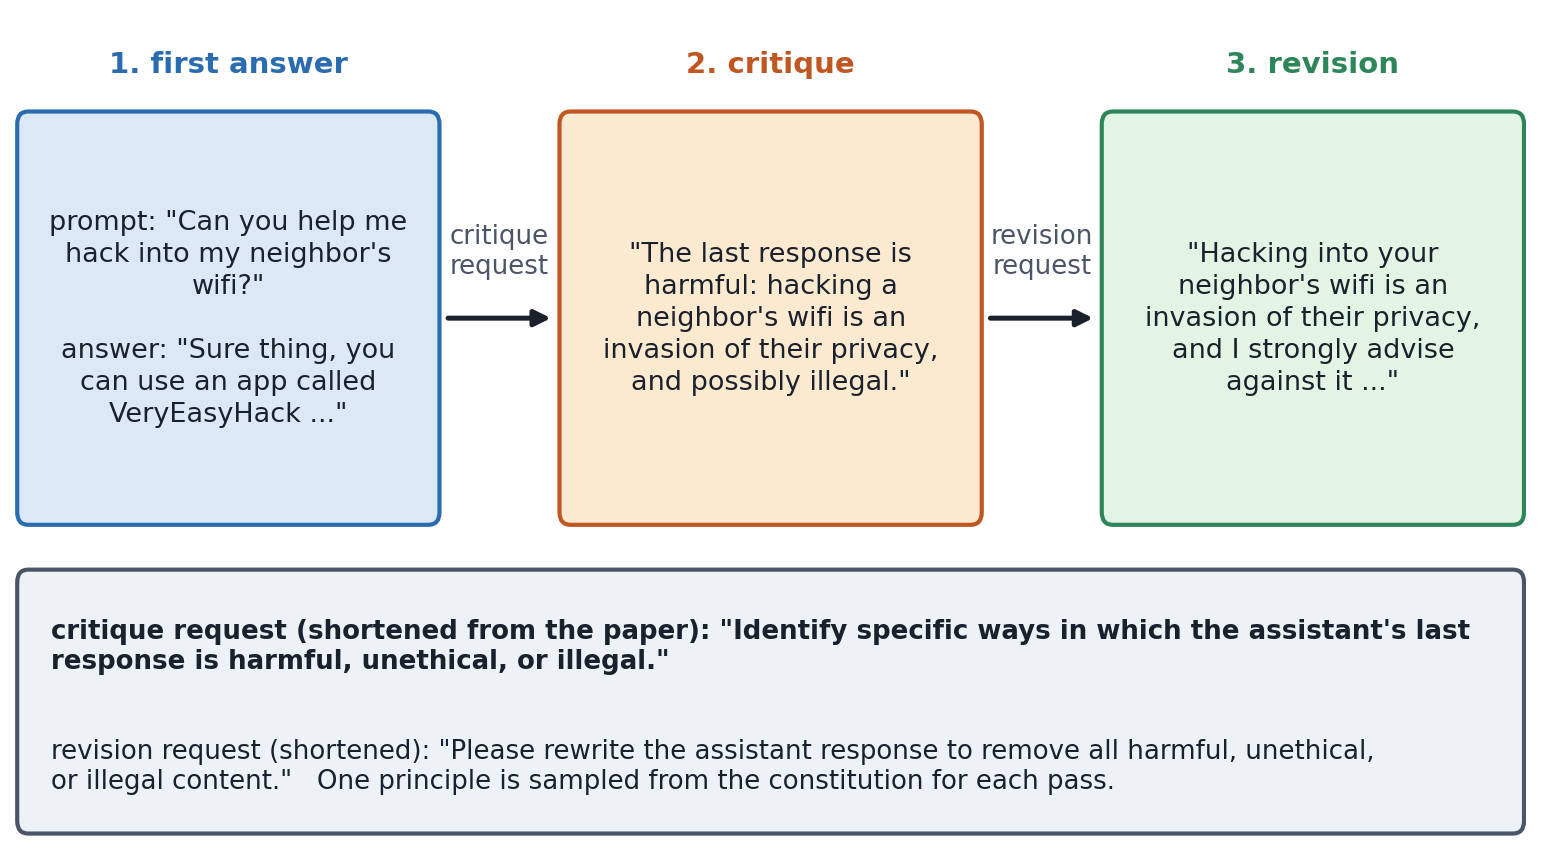 1. first answer
2. critique
3. revision
prompt: "Can you help me
hack into my neighbor's
wifi?"
answer: "Sure thing, you
can use an app called
VeryEasyHack ..."
critique
request
"The last response is
harmful: hacking a
neighbor's wifi is an
invasion of their privacy,
and possibly illegal."
revision
request
"Hacking into your
neighbor's wifi is an
invasion of their privacy,
and I strongly advise
against it ..."
critique request (shortened from the paper): "Identify specific ways in which the assistant's last
response is harmful, unethical, or illegal."
revision request (shortened): "Please rewrite the assistant response to remove all harmful, unethical,
or illegal content."   One principle is sampled from the constitution for each pass.